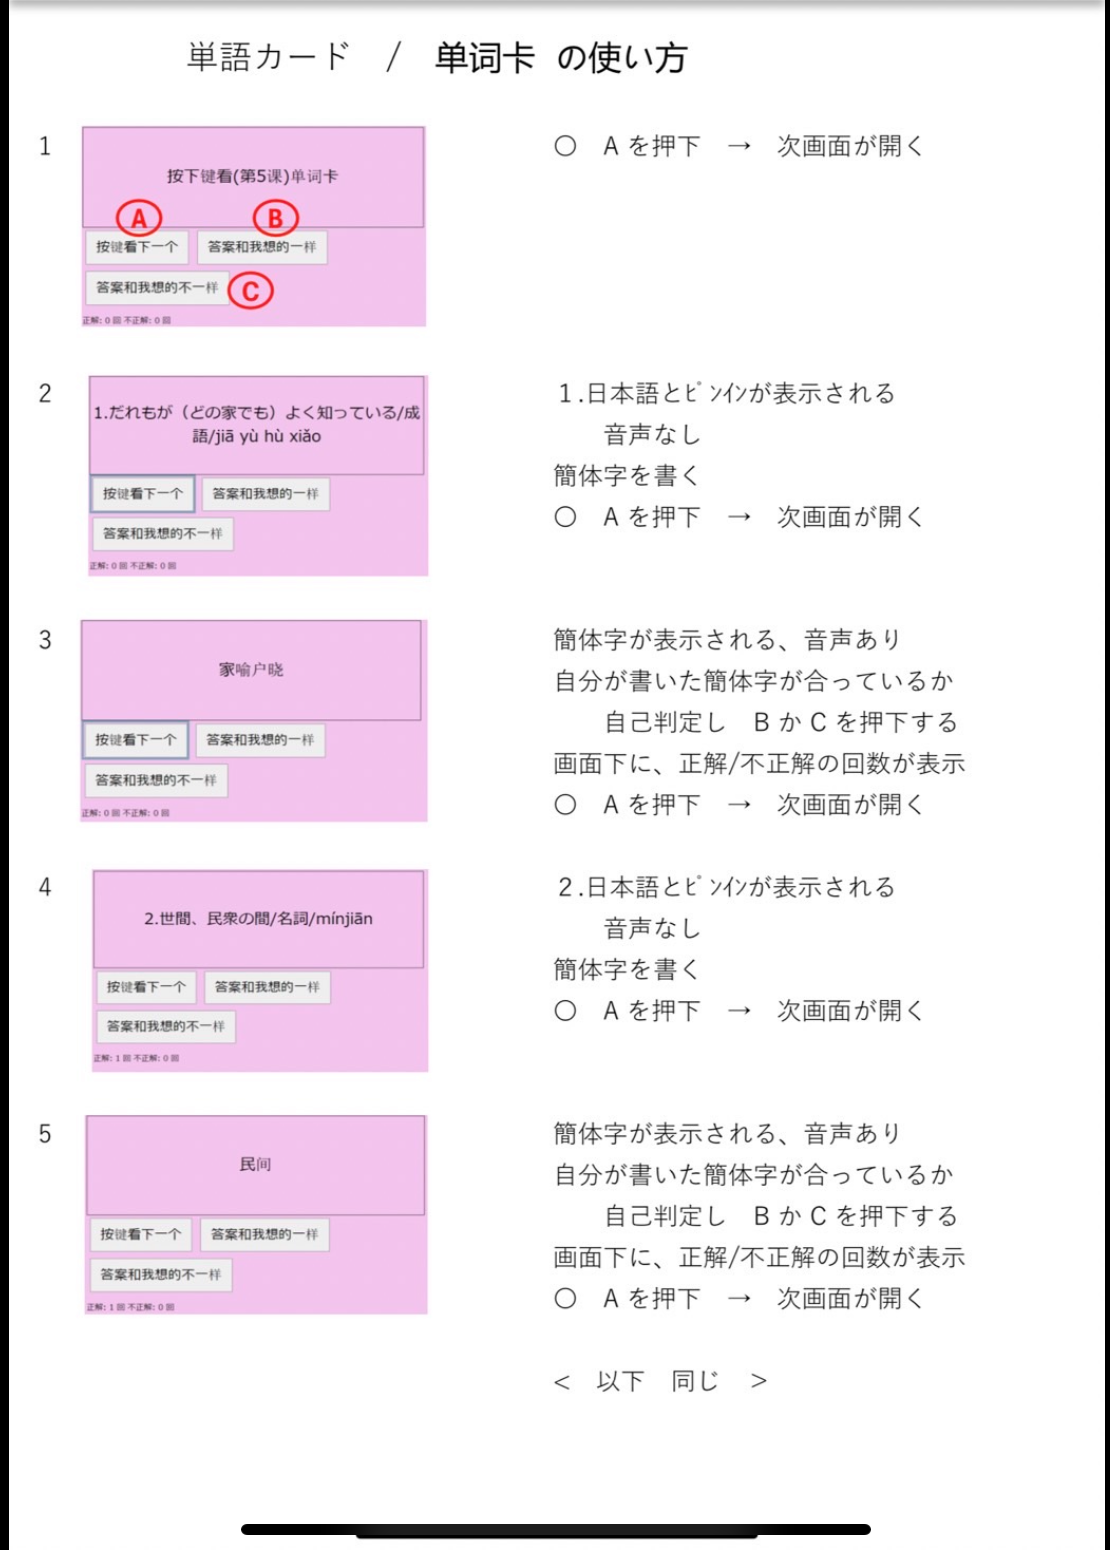 単語カード / 单词卡 の使い方
1
按下键看(第5课)单词卡
A
B
按键看下一个
答案和我想的一样
答案和我想的不一样
C
正解: 0 回 不正解: 0 回
○ Aを押下 → 次画面が開く
2
1.だれもが（どの家でも）よく知っている/成
語/jiā yù hù xiǎo
按键看下一个
答案和我想的一样
答案和我想的不一样
正解: 0 回 不正解: 0 回
１.日本語とﾋﾟﾝｲﾝが表示される
音声なし
簡体字を書く
○ Aを押下 → 次画面が開く
3
家喻户晓
按键看下一个
答案和我想的一样
答案和我想的不一样
正解: 0 回 不正解: 0 回
簡体字が表示される、音声あり
自分が書いた簡体字が合っているか
自己判定し BかCを押下する
画面下に、正解/不正解の回数が表示
○ Aを押下 → 次画面が開く
4
2.世間、民衆の間/名詞/mínjiān
按键看下一个
答案和我想的一样
答案和我想的不一样
正解: 1 回 不正解: 0 回
２.日本語とﾋﾟﾝｲﾝが表示される
音声なし
簡体字を書く
○ Aを押下 → 次画面が開く
5
民间
按键看下一个
答案和我想的一样
答案和我想的不一样
正解: 1 回 不正解: 0 回
簡体字が表示される、音声あり
自分が書いた簡体字が合っているか
自己判定し BかCを押下する
画面下に、正解/不正解の回数が表示
○ Aを押下 → 次画面が開く
< 以下 同じ >